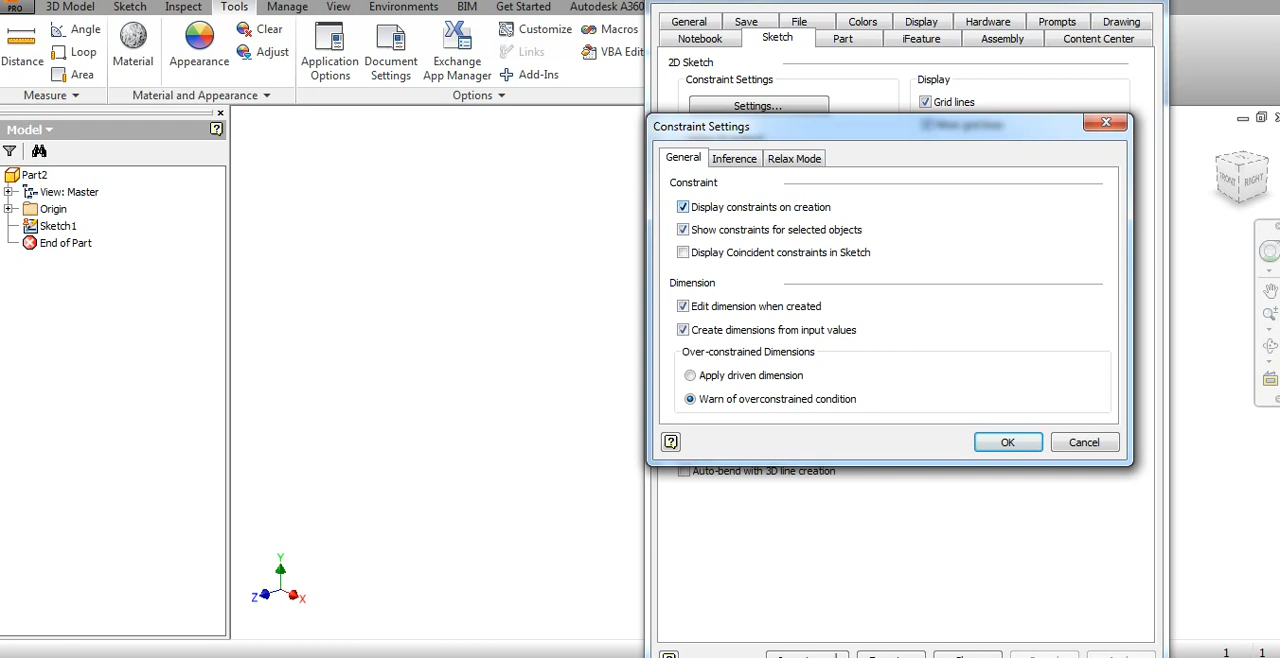 PRO 3D Model Sketch Inspect Tools Manage View Environments BIM Get Started Autodesk A360
Distance
Angle
Loop
Area
Material
Appearance
Clear
Adjust
Application Options
Document Settings
Exchange App Manager
Customize
Links
Add-Ins
Macros
VBA Edit
Measure
Material and Appearance
Options
Model
Part2
View: Master
Origin
Sketch1
End of Part
Y
Z
X
General Save File Colors Display Hardware Prompts Drawing
Notebook Sketch Part iFeature Assembly Content Center
2D Sketch
Constraint Settings
Settings...
Display
Grid lines
Constraint Settings
General Inference Relax Mode
Constraint
Display constraints on creation
Show constraints for selected objects
Display Coincident constraints in Sketch
Dimension
Edit dimension when created
Create dimensions from input values
Over-constrained Dimensions
Apply driven dimension
Warn of overconstrained condition
OK Cancel
Auto-bend with 3D line creation
FRONT RIGHT
1 1